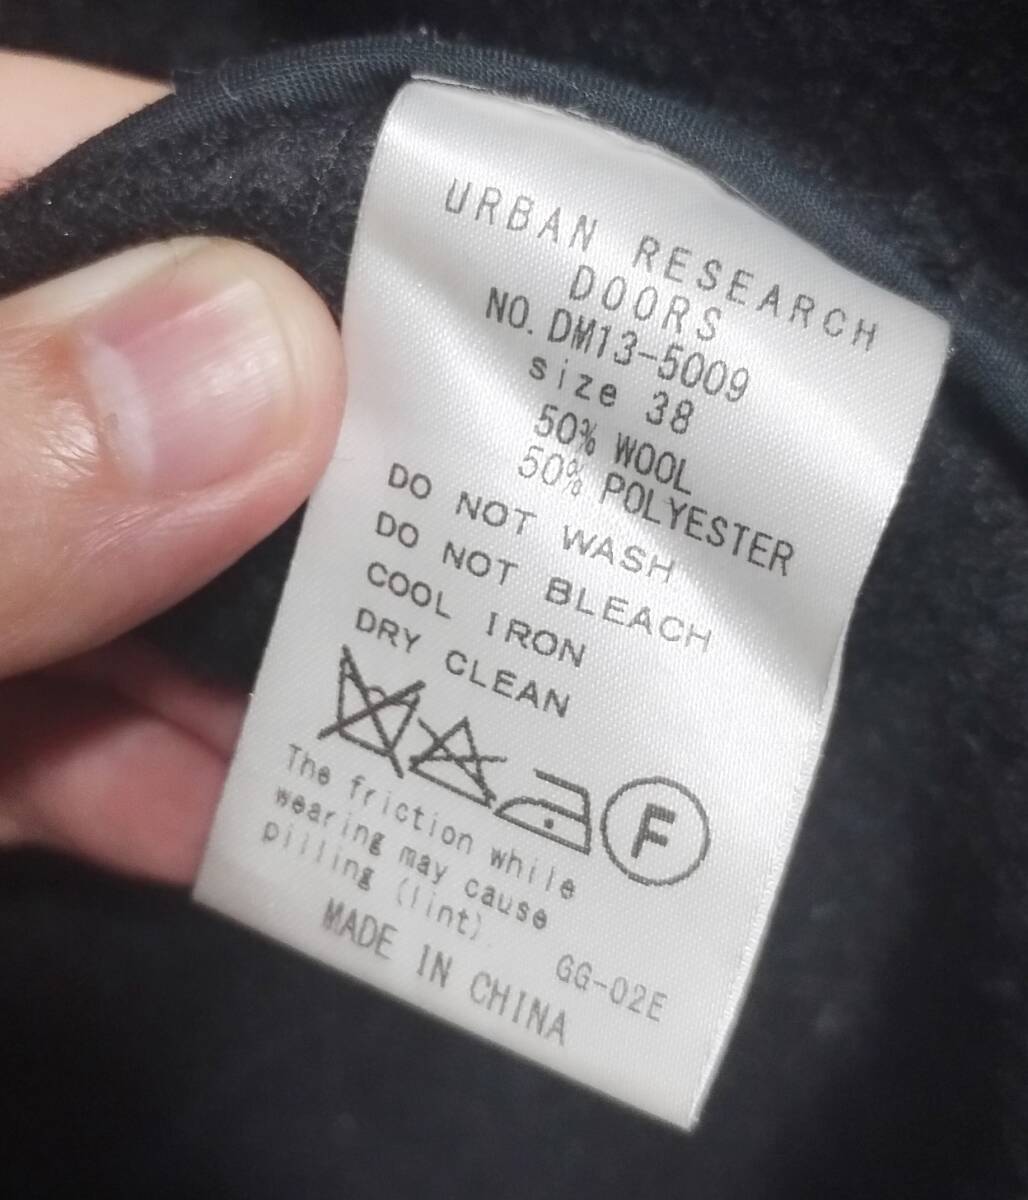 URBAN RESEARCH
DOORS
NO. DM13-5009
size 38
50% WOOL
50% POLYESTER
DO NOT WASH
DO NOT BLEACH
COOL IRON
DRY CLEAN
F
The friction while
wearing may cause
pilling (lint).
GG-02E
MADE IN CHINA